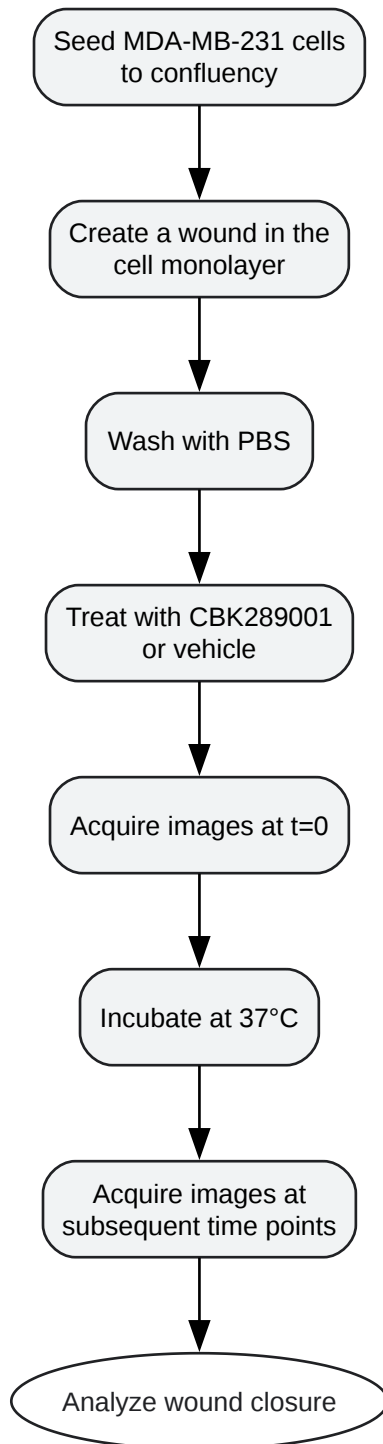 Seed MDA-MB-231 cells
to confluency
Create a wound in the
cell monolayer
Wash with PBS
Treat with CBK289001
or vehicle
Acquire images at t=0
Incubate at 37°C
Acquire images at
subsequent time points
Analyze wound closure